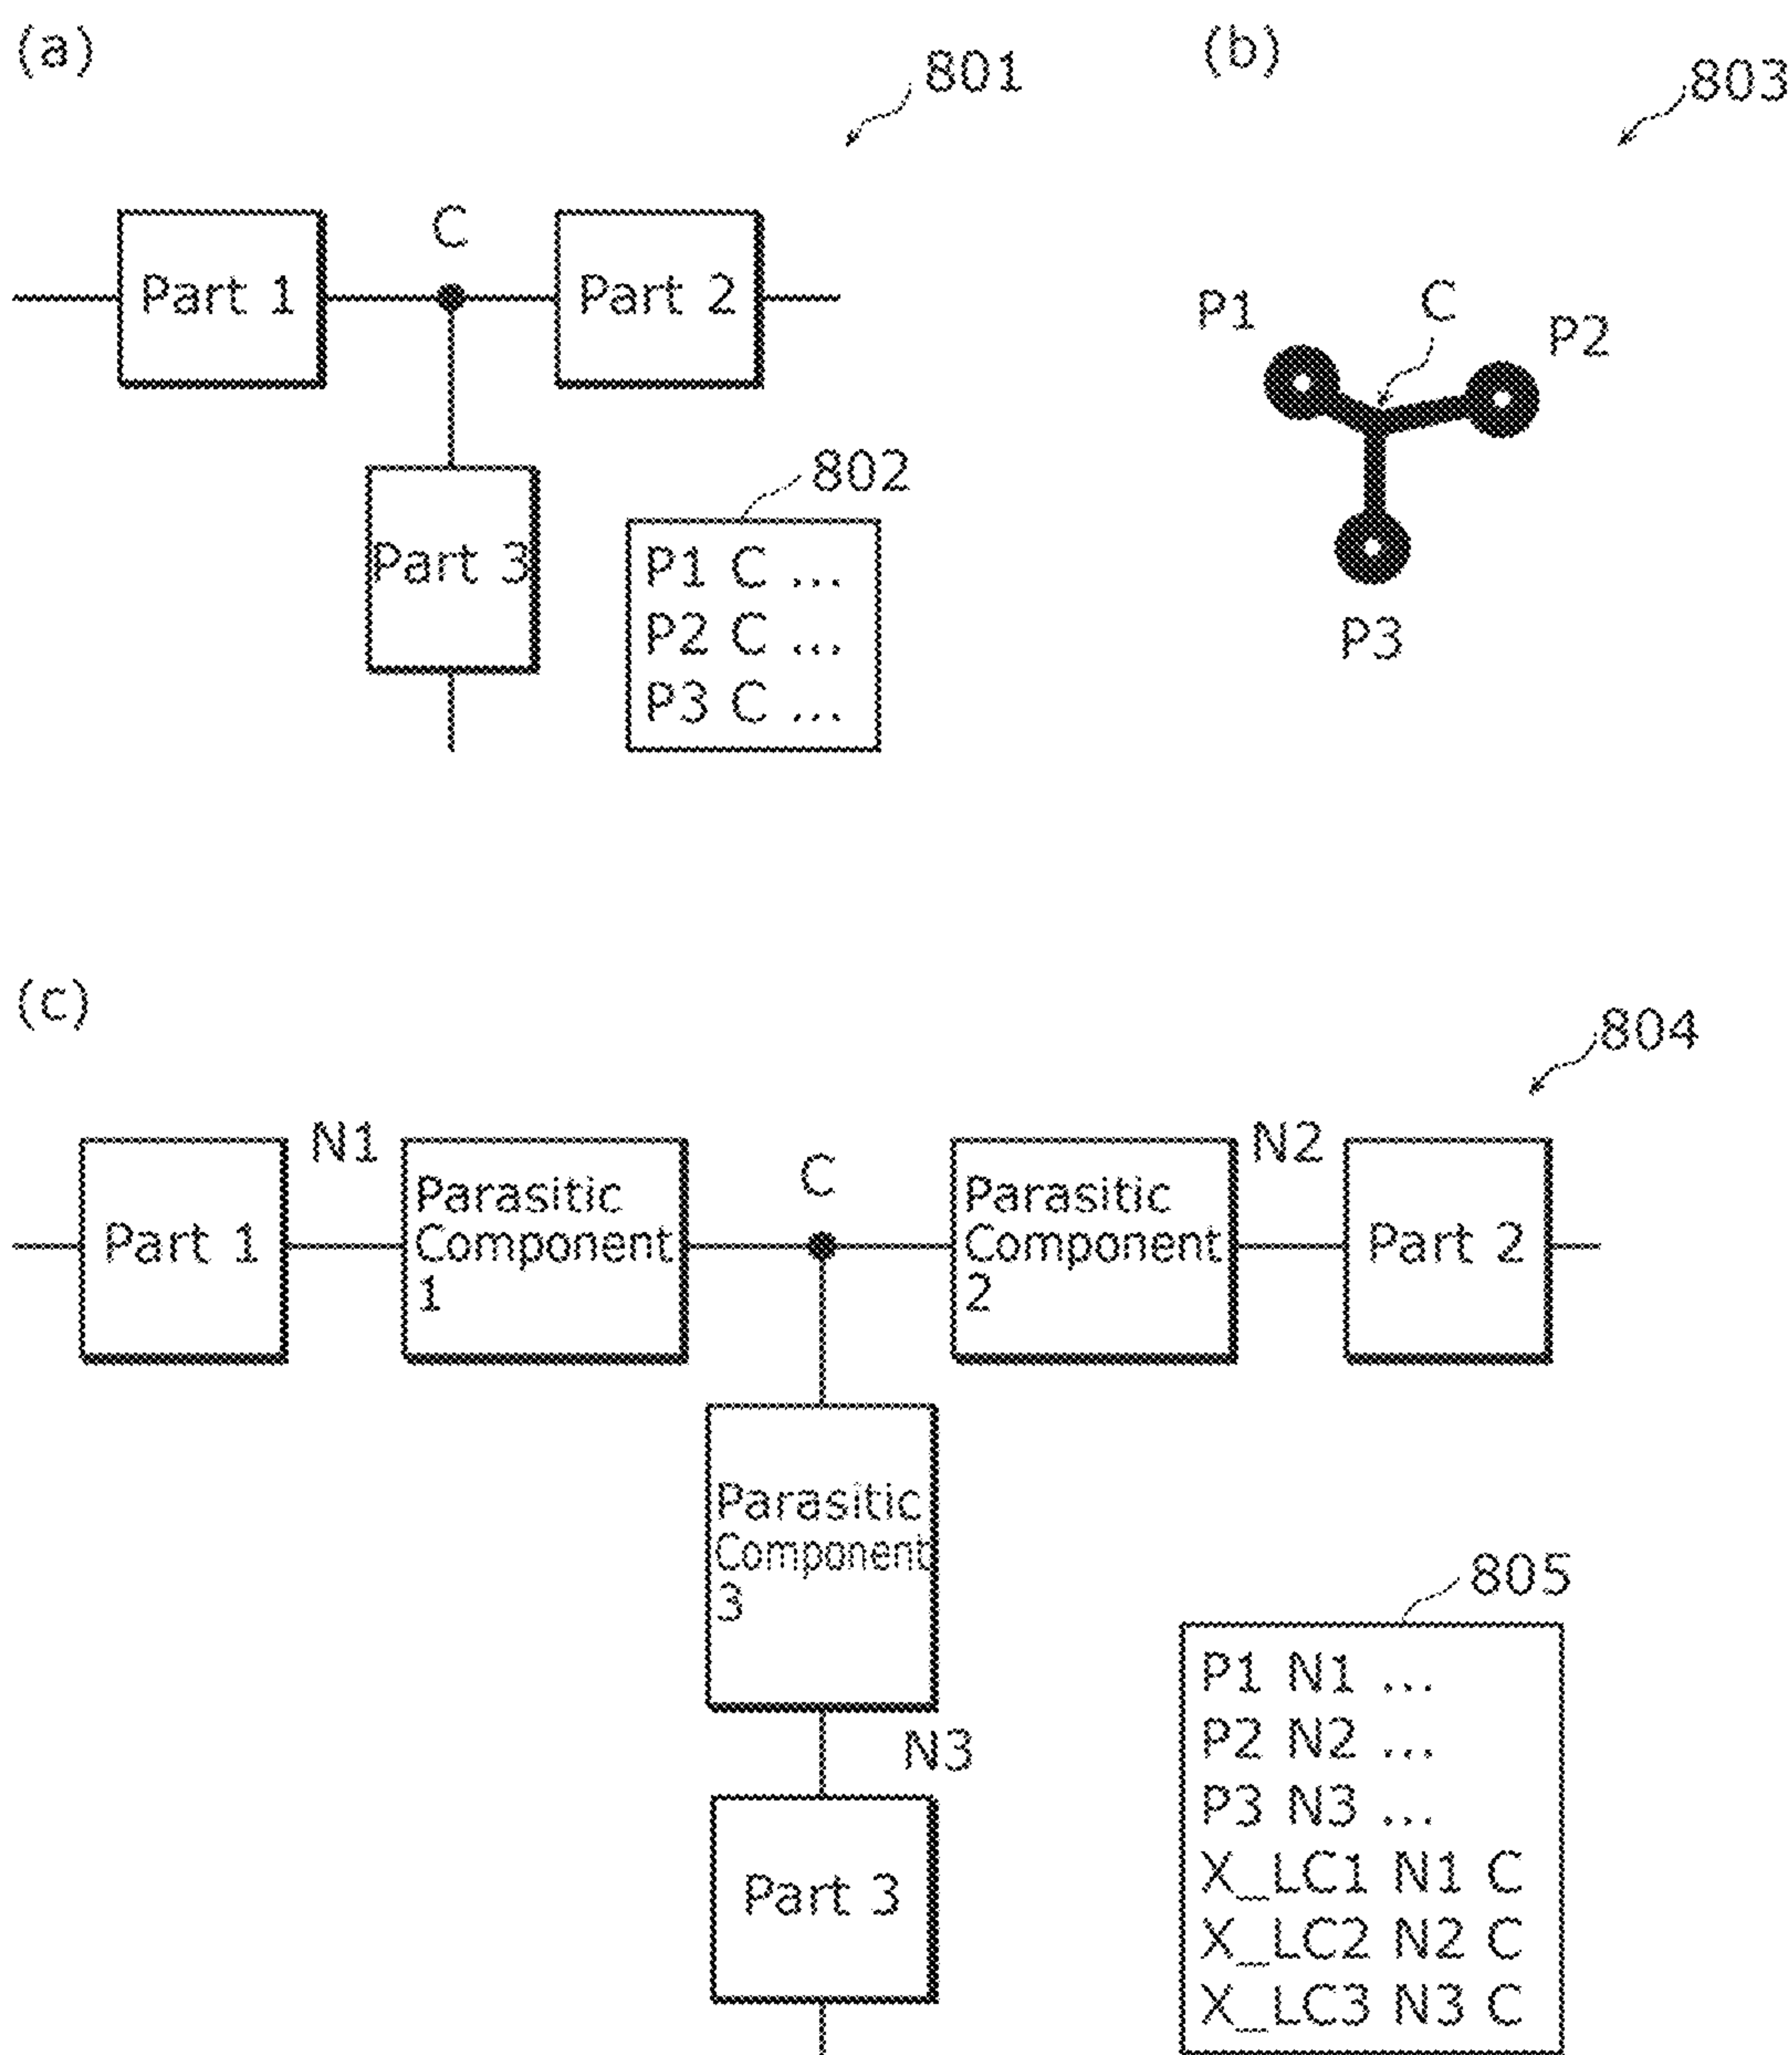 (a)
801
C
Part 1
Part 2
Part 3
802
P1 C ...
P2 C ...
P3 C ...
(b)
803
P1
C
P2
P3
(c)
804
N1
C
N2
Part 1
Parasitic
Component
1
Parasitic
Component
2
Part 2
Parasitic
Component
3
N3
Part 3
805
P1 N1 ...
P2 N2 ...
P3 N3 ...
X_LC1 N1 C
X_LC2 N2 C
X_LC3 N3 C